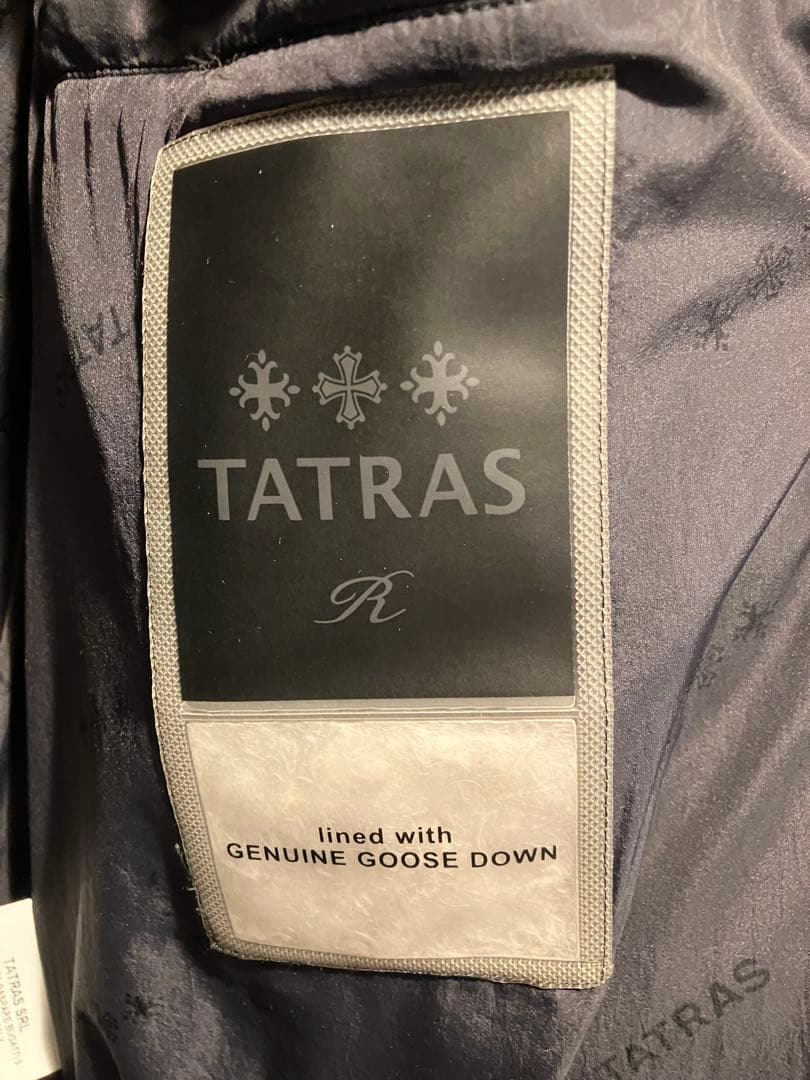 TATRAS
R
lined with
GENUINE GOOSE DOWN
TATRAS
TATRAS SRL